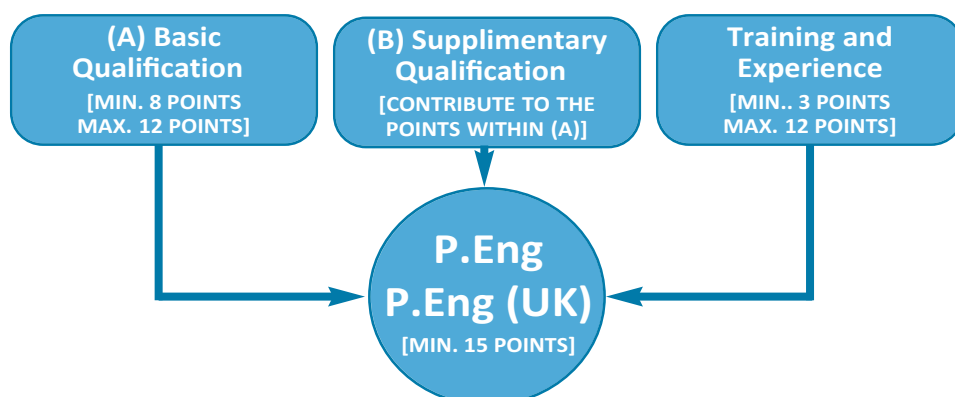 (A) Basic
Qualification
[MIN. 8 POINTS
MAX. 12 POINTS]
(B) Supplimentary
Qualification
[CONTRIBUTE TO THE
POINTS WITHIN (A)]
Training and
Experience
[MIN.. 3 POINTS
MAX. 12 POINTS]
P.Eng
P.Eng (UK)
[MIN. 15 POINTS]